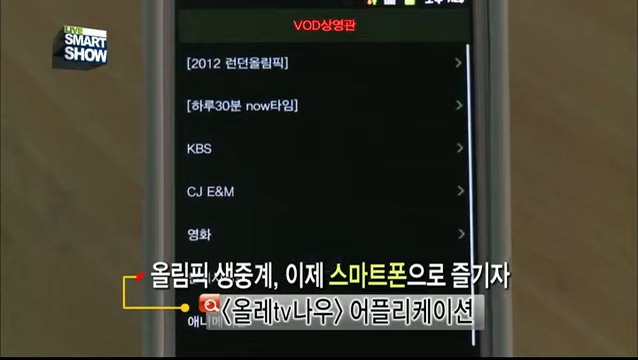 LIVE
SMART
SHOW
VOD상영관
[2012 런던올림픽]
[하루30분 now타임]
KBS
CJ E&M
영화
올림픽 생중계, 이제 스마트폰으로 즐기자
<올레tv나우> 어플리케이션